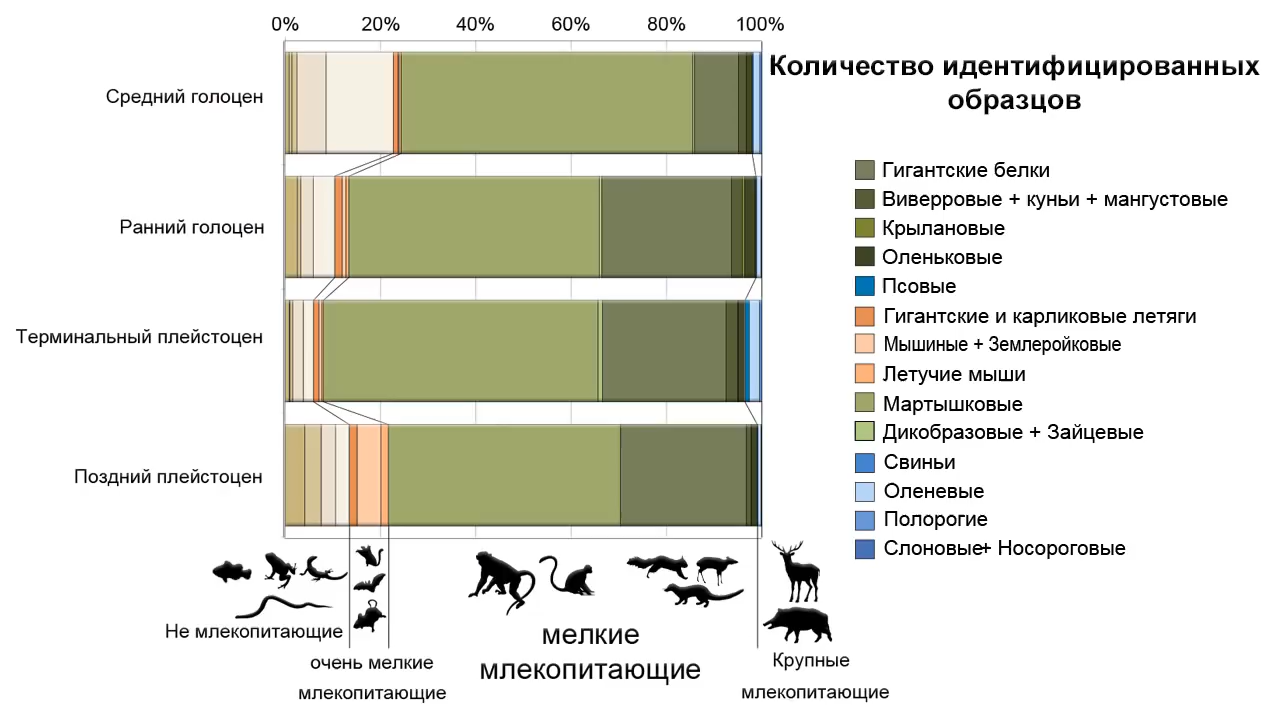 0% 20% 40% 60% 80% 100%
Количество идентифицированных
образцов
Средний голоцен
Ранний голоцен
Терминальный плейстоцен
Поздний плейстоцен
Гигантские белки
Виверровые + куньи + мангустовые
Крылановые
Оленьковые
Псовые
Гигантские и карликовые летяги
Мышиные + Землеройковые
Летучие мыши
Мартышковые
Дикобразовые + Зайцевые
Свиньи
Оленевые
Полорогие
Слоновые+ Носороговые
Не млекопитающие
очень мелкие
млекопитающие
мелкие
млекопитающие
Крупные
млекопитающие